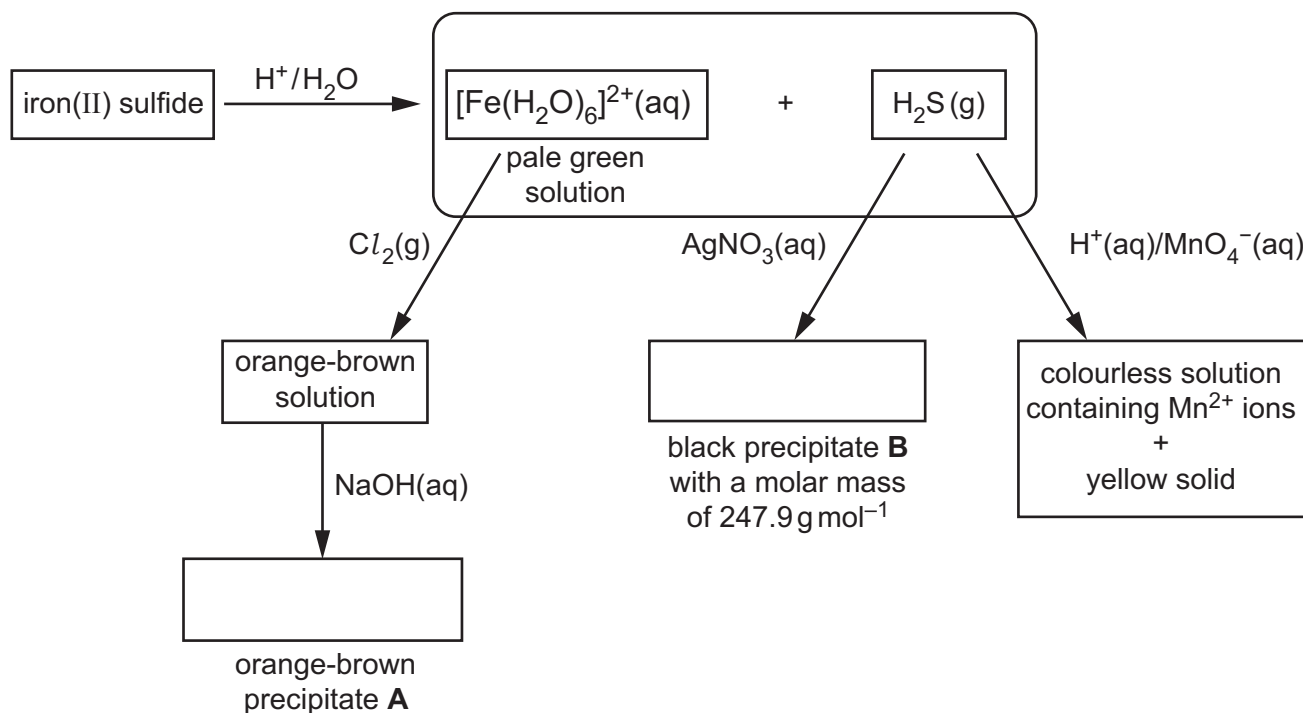 iron(II) sulfide
H⁺/H₂O
[Fe(H₂O)₆]²⁺(aq)
+
H₂S(g)
pale green
solution
Cl₂(g)
AgNO₃(aq)
H⁺(aq)/MnO₄⁻(aq)
orange-brown
solution
black precipitate B
with a molar mass
of 247.9 g mol⁻¹
colourless solution
containing Mn²⁺ ions
+
yellow solid
NaOH(aq)
orange-brown
precipitate A